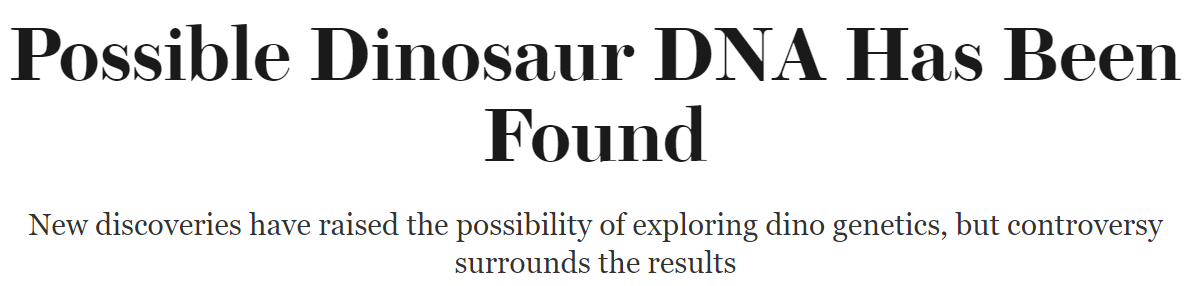 Possible Dinosaur DNA Has Been
Found
New discoveries have raised the possibility of exploring dino genetics, but controversy
surrounds the results